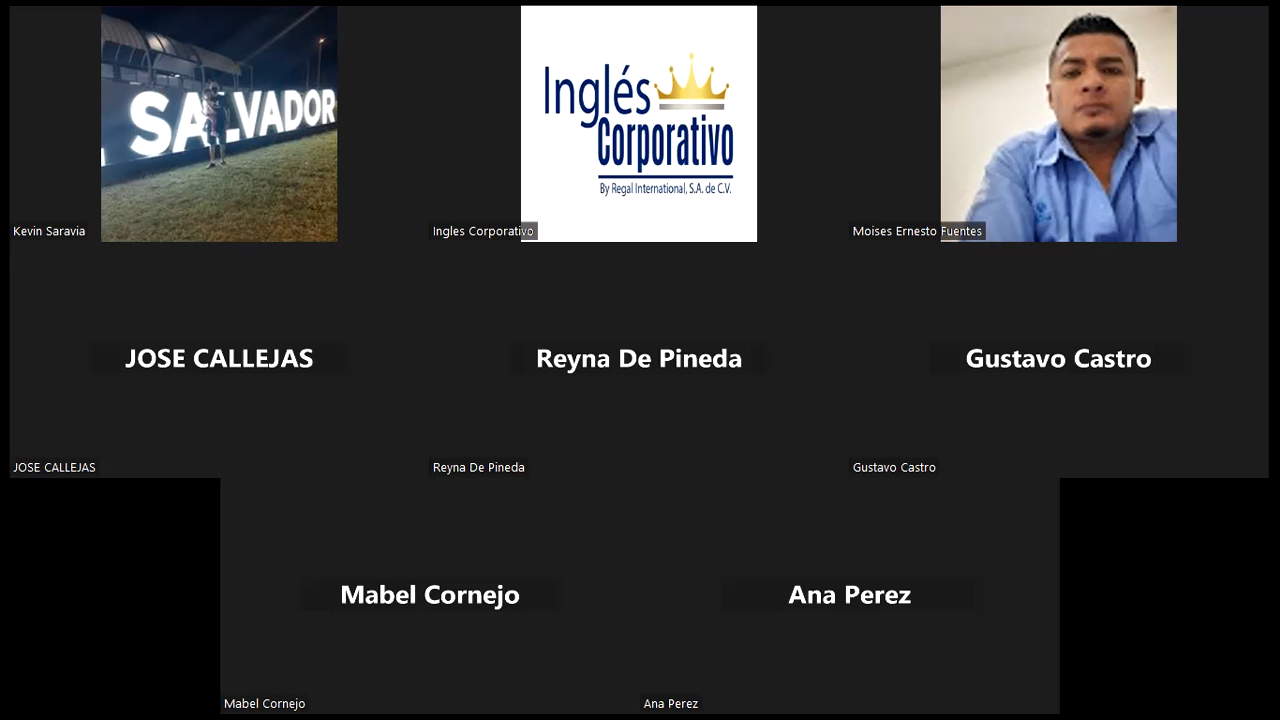 SALVADOR
Kevin Saravia
Inglés
Corporativo
By Regal International, S.A. de C.V.
Ingles Corporativo
Moises Ernesto Fuentes
JOSE CALLEJAS
JOSE CALLEJAS
Reyna De Pineda
Reyna De Pineda
Gustavo Castro
Gustavo Castro
Mabel Cornejo
Mabel Cornejo
Ana Perez
Ana Perez